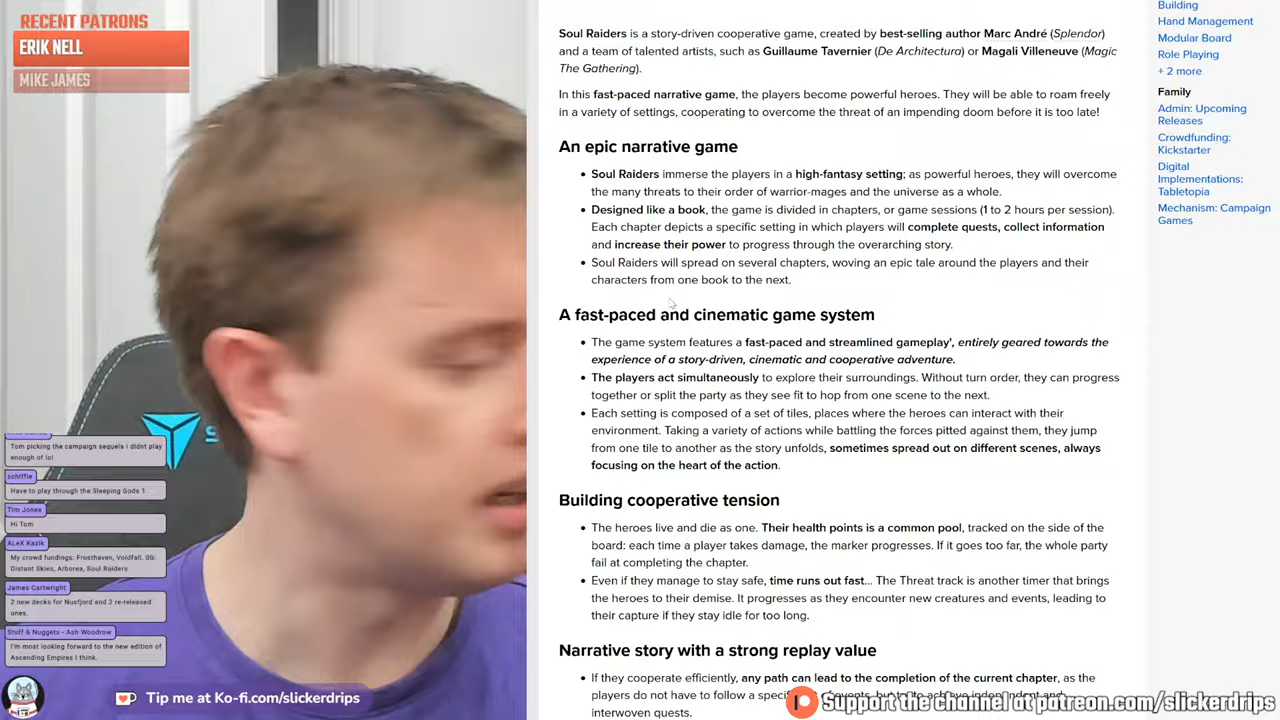 RECENT PATRONS
ERIK NELL
MIKE JAMES
Tom picking the campaign sequels i didnt play
enough of lol
schiffie
Have to play through the Sleeping Gods 1
Tim Jones
Hi Tom
ALeX Kazik
My crowd fundings: Frosthaven, Voidfall, SG:
Distant Skies, Arborea, Soul Raiders
James Cartwright
2 new decks for Nusfjord and 2 re-released
ones.
Stuff & Nuggets - Ash Woodrow
I'm most looking forward to the new edition of
Ascending Empires I think.
Tip me at Ko-fi.com/slickerdrips
Soul Raiders is a story-driven cooperative game, created by best-selling author Marc André (Splendor)
and a team of talented artists, such as Guillaume Tavernier (De Architectura) or Magali Villeneuve (Magic
The Gathering).
In this fast-paced narrative game, the players become powerful heroes. They will be able to roam freely
in a variety of settings, cooperating to overcome the threat of an impending doom before it is too late!
An epic narrative game
• Soul Raiders immerse the players in a high-fantasy setting; as powerful heroes, they will overcome
the many threats to their order of warrior-mages and the universe as a whole.
• Designed like a book, the game is divided in chapters, or game sessions (1 to 2 hours per session).
Each chapter depicts a specific setting in which players will complete quests, collect information
and increase their power to progress through the overarching story.
• Soul Raiders will spread on several chapters, woving an epic tale around the players and their
characters from one book to the next.
A fast-paced and cinematic game system
• The game system features a fast-paced and streamlined gameplay', entirely geared towards the
experience of a story-driven, cinematic and cooperative adventure.
• The players act simultaneously to explore their surroundings. Without turn order, they can progress
together or split the party as they see fit to hop from one scene to the next.
• Each setting is composed of a set of tiles, places where the heroes can interact with their
environment. Taking a variety of actions while battling the forces pitted against them, they jump
from one tile to another as the story unfolds, sometimes spread out on different scenes, always
focusing on the heart of the action.
Building cooperative tension
• The heroes live and die as one. Their health points is a common pool, tracked on the side of the
board: each time a player takes damage, the marker progresses. If it goes too far, the whole party
fail at completing the chapter.
• Even if they manage to stay safe, time runs out fast... The Threat track is another timer that brings
the heroes to their demise. It progresses as they encounter new creatures and events, leading to
their capture if they stay idle for too long.
Narrative story with a strong replay value
• If they cooperate efficiently, any path can lead to the completion of the current chapter, as the
players do not have to follow a specif
interwoven quests.
Support the Channel at patreon.com/slickerdrips
Building
Hand Management
Modular Board
Role Playing
+ 2 more
Family
Admin: Upcoming
Releases
Crowdfunding:
Kickstarter
Digital
Implementations:
Tabletopia
Mechanism: Campaign
Games